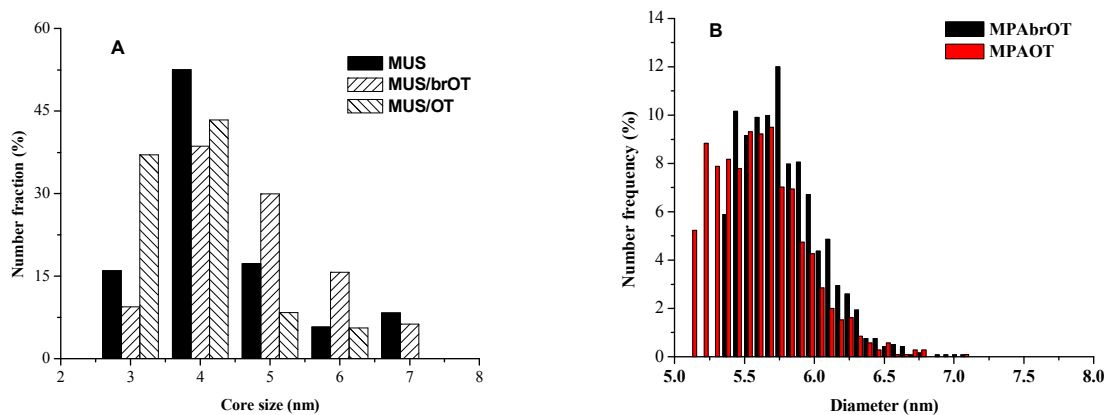 A
MUS
MUS/brOT
MUS/OT
Number fraction (%)
60
45
30
15
0
2
3
4
5
6
7
8
Core size (nm)
B
MPAbrOT
MPAOT
Number frequency (%)
14
12
10
8
6
4
2
0
5.0
5.5
6.0
6.5
7.0
7.5
8.0
Diameter (nm)